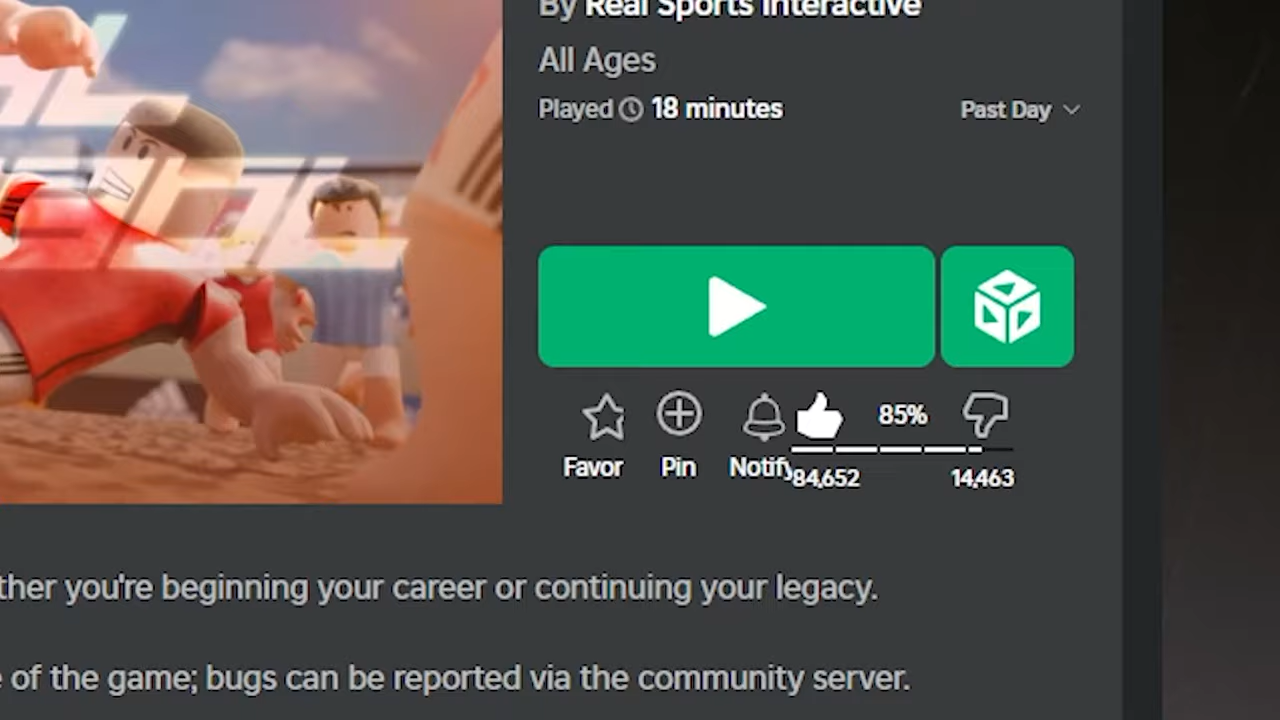 By Real Sports Interactive
All Ages
Played 18 minutes
Past Day
85%
Favor
Pin
Notify
84,652
14,463
ther you're beginning your career or continuing your legacy.
of the game; bugs can be reported via the community server.